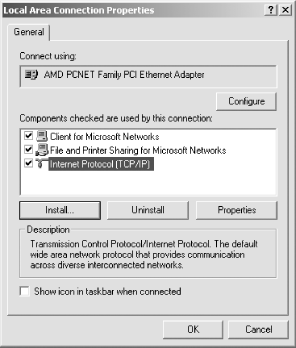 Local Area Connection Properties
General
Connect using:
AMD PCNET Family PCI Ethernet Adapter
Configure
Components checked are used by this connection:
Client for Microsoft Networks
File and Printer Sharing for Microsoft Networks
Internet Protocol (TCP/IP)
Install...
Uninstall
Properties
Description
Transmission Control Protocol/Internet Protocol. The default
wide area network protocol that provides communication
across diverse interconnected networks.
Show icon in taskbar when connected
OK
Cancel